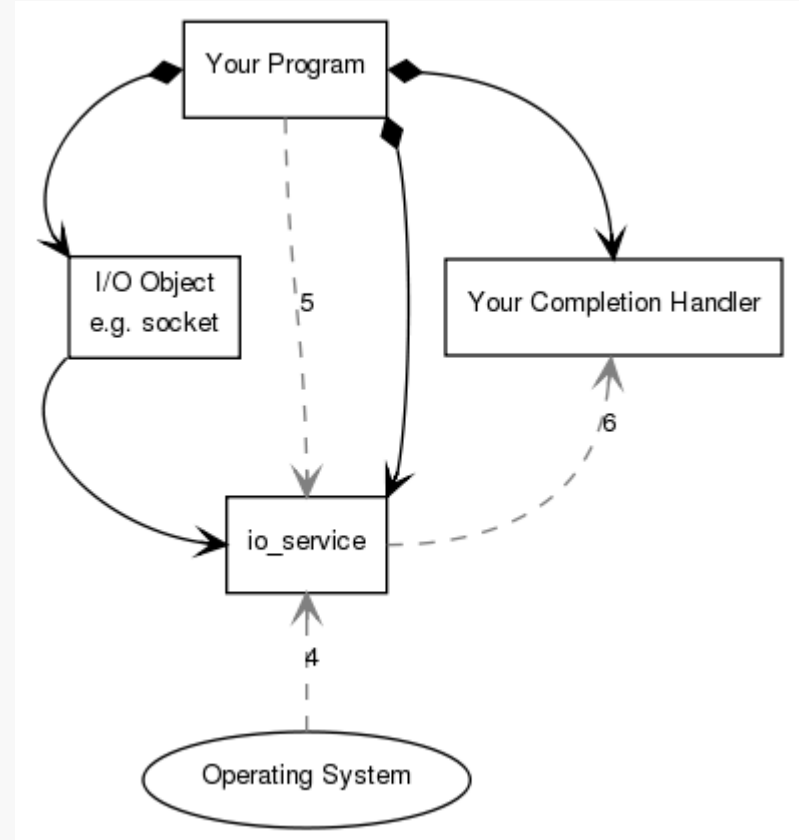 Your Program
I/O Object
e.g. socket
5
Your Completion Handler
6
io_service
4
Operating System